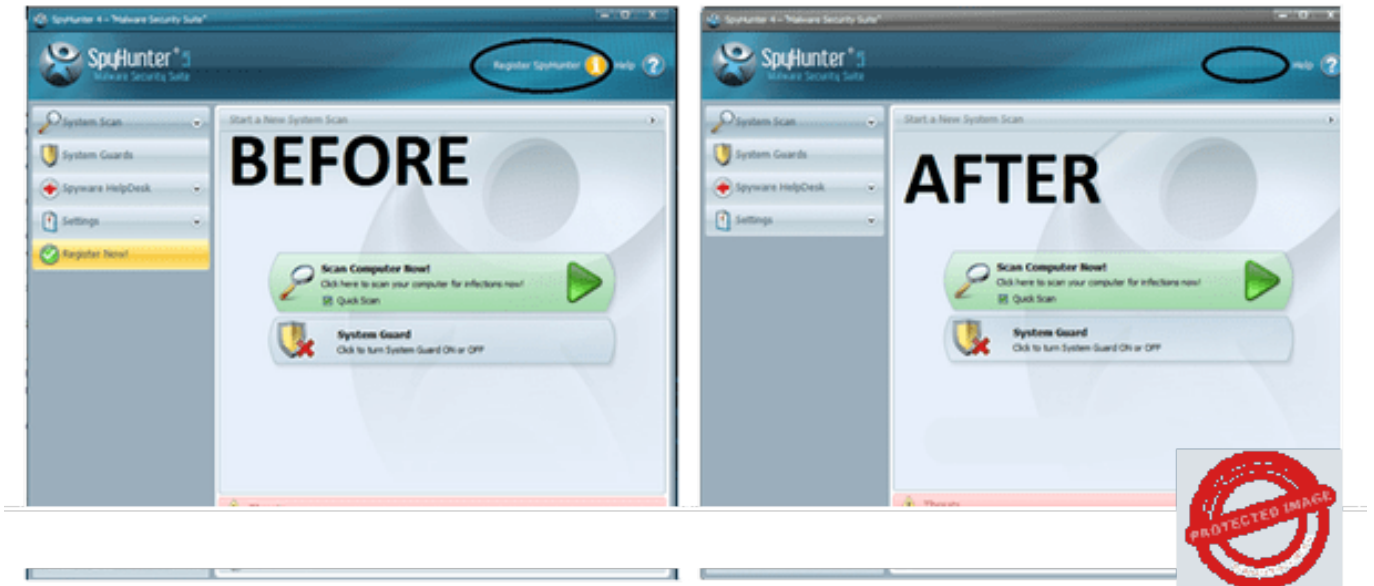 SpyHunter 4 - "Malware Security Suite"
SpyHunter® 5
Malware Security Suite
Register SpyHunter
Help
System Scan
System Guards
Spyware HelpDesk
Settings
Register Now!
Start a New System Scan
BEFORE
Scan Computer Now!
Click here to scan your computer for infections now!
Quick Scan
System Guard
Click to turn System Guard ON or OFF
SpyHunter 4 - "Malware Security Suite"
SpyHunter® 5
Malware Security Suite
Help
System Scan
System Guards
Spyware HelpDesk
Settings
Start a New System Scan
AFTER
Scan Computer Now!
Click here to scan your computer for infections now!
Quick Scan
System Guard
Click to turn System Guard ON or OFF
Threats
PROTECTED IMAGE